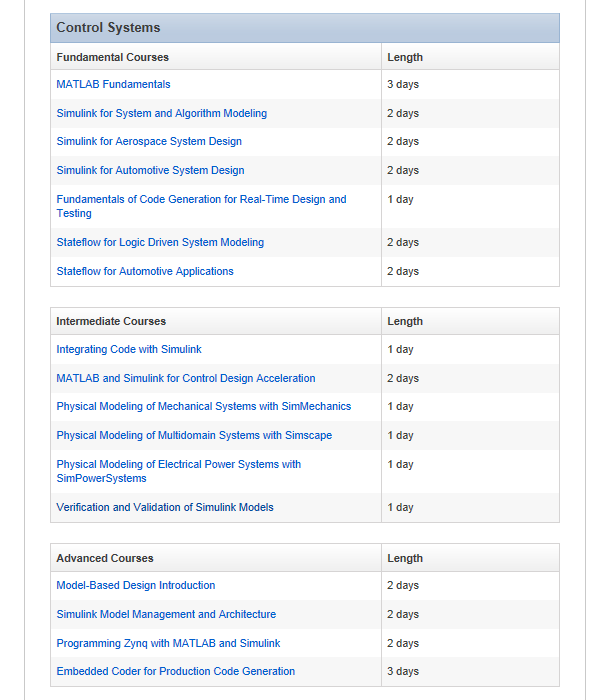 Control Systems
Fundamental Courses Length
MATLAB Fundamentals 3 days
Simulink for System and Algorithm Modeling 2 days
Simulink for Aerospace System Design 2 days
Simulink for Automotive System Design 2 days
Fundamentals of Code Generation for Real-Time Design and 1 day
Testing
Stateflow for Logic Driven System Modeling 2 days
Stateflow for Automotive Applications 2 days
Intermediate Courses Length
Integrating Code with Simulink 1 day
MATLAB and Simulink for Control Design Acceleration 2 days
Physical Modeling of Mechanical Systems with SimMechanics 1 day
Physical Modeling of Multidomain Systems with Simscape 1 day
Physical Modeling of Electrical Power Systems with 1 day
SimPowerSystems
Verification and Validation of Simulink Models 1 day
Advanced Courses Length
Model-Based Design Introduction 2 days
Simulink Model Management and Architecture 2 days
Programming Zynq with MATLAB and Simulink 2 days
Embedded Coder for Production Code Generation 3 days